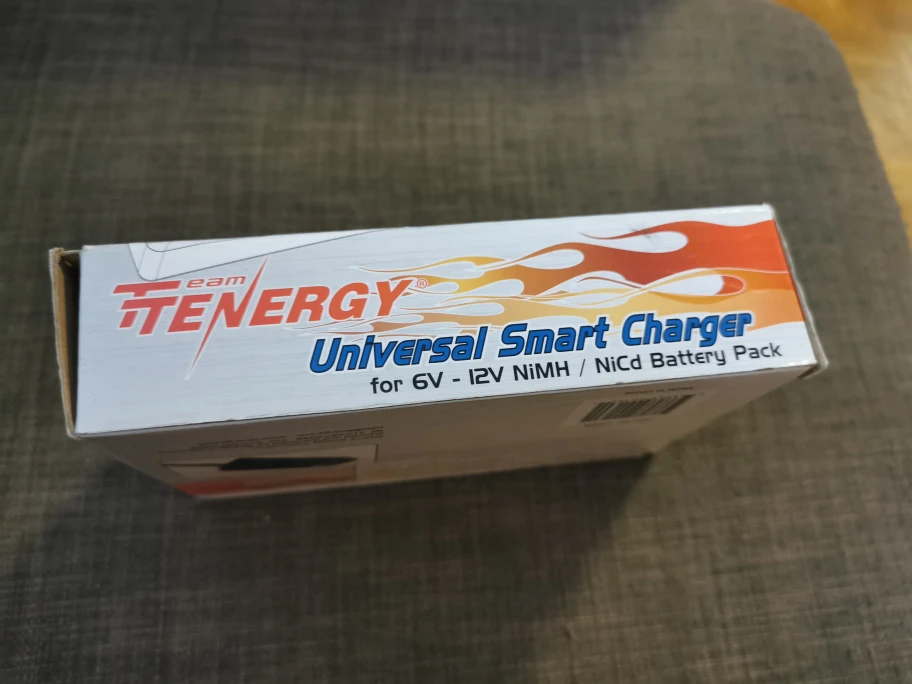 Team
TENERGY®
Universal Smart Charger
for 6V - 12V NiMH / NiCd Battery Pack